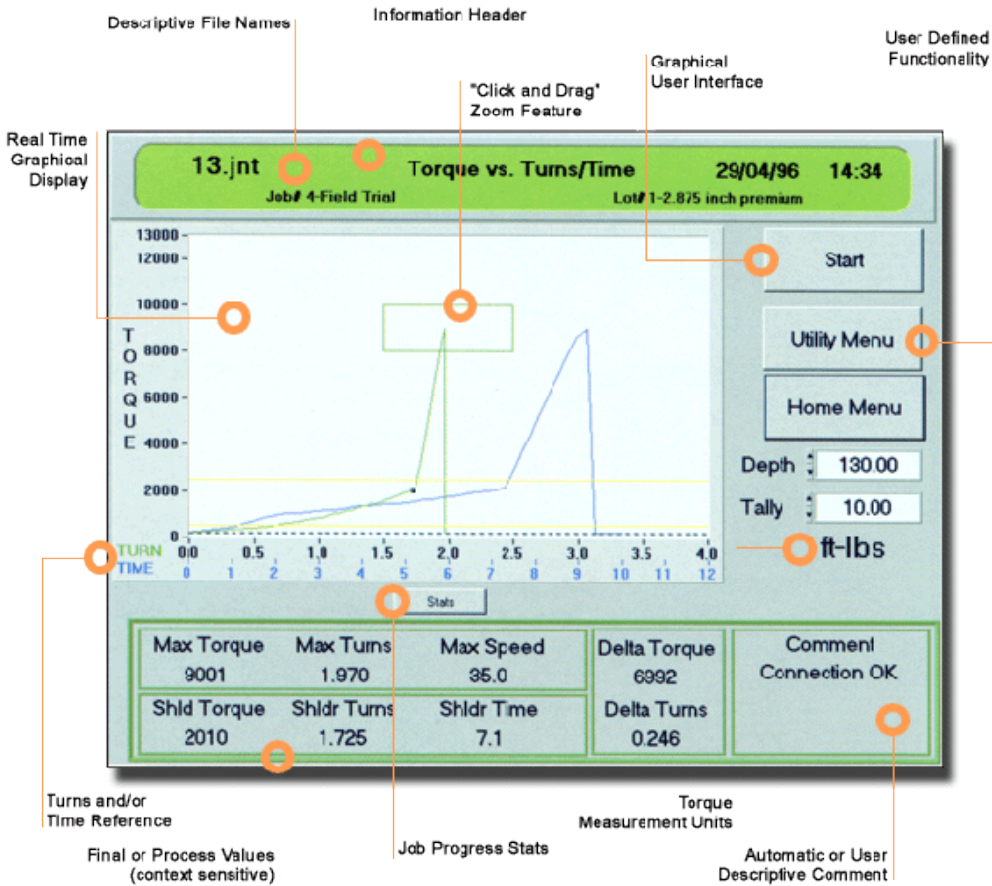 Descriptive File Names
Information Header
User Defined
Functionality
Graphical
User Interface
"Click and Drag"
Zoom Feature
Real Time
Graphical
Display
13.jnt
Torque vs. Turns/Time
29/04/96
14:34
Job# 4-Field Trial
Lot# 1-2.875 inch premium
13000
12000
10000
8000
6000
4000
2000
0
TORQUE
TURN
0.0 0.5 1.0 1.5 2.0 2.5 3.0 3.5 4.0
TIME
0 1 2 3 4 5 6 7 8 9 10 11 12
Start
Utility Menu
Home Menu
Depth 130.00
Tally 10.00
ft-lbs
Stats
Max Torque Max Turns Max Speed
9001 1.970 35.0
Shld Torque Shldr Turns Shldr Time
2010 1.725 7.1
Delta Torque
6992
Delta Turns
0.246
Comment
Connection OK
Turns and/or
Time Reference
Final or Process Values
(context sensitive)
Job Progress Stats
Torque
Measurement Units
Automatic or User
Descriptive Comment